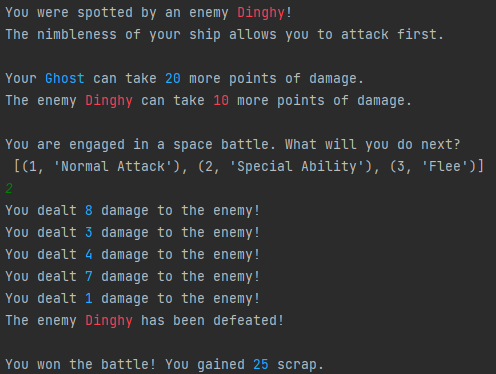 You were spotted by an enemy Dinghy!
The nimbleness of your ship allows you to attack first.
Your Ghost can take 20 more points of damage.
The enemy Dinghy can take 10 more points of damage.
You are engaged in a space battle. What will you do next?
[(1, 'Normal Attack'), (2, 'Special Ability'), (3, 'Flee')]
2
You dealt 8 damage to the enemy!
You dealt 3 damage to the enemy!
You dealt 4 damage to the enemy!
You dealt 7 damage to the enemy!
You dealt 1 damage to the enemy!
The enemy Dinghy has been defeated!
You won the battle! You gained 25 scrap.